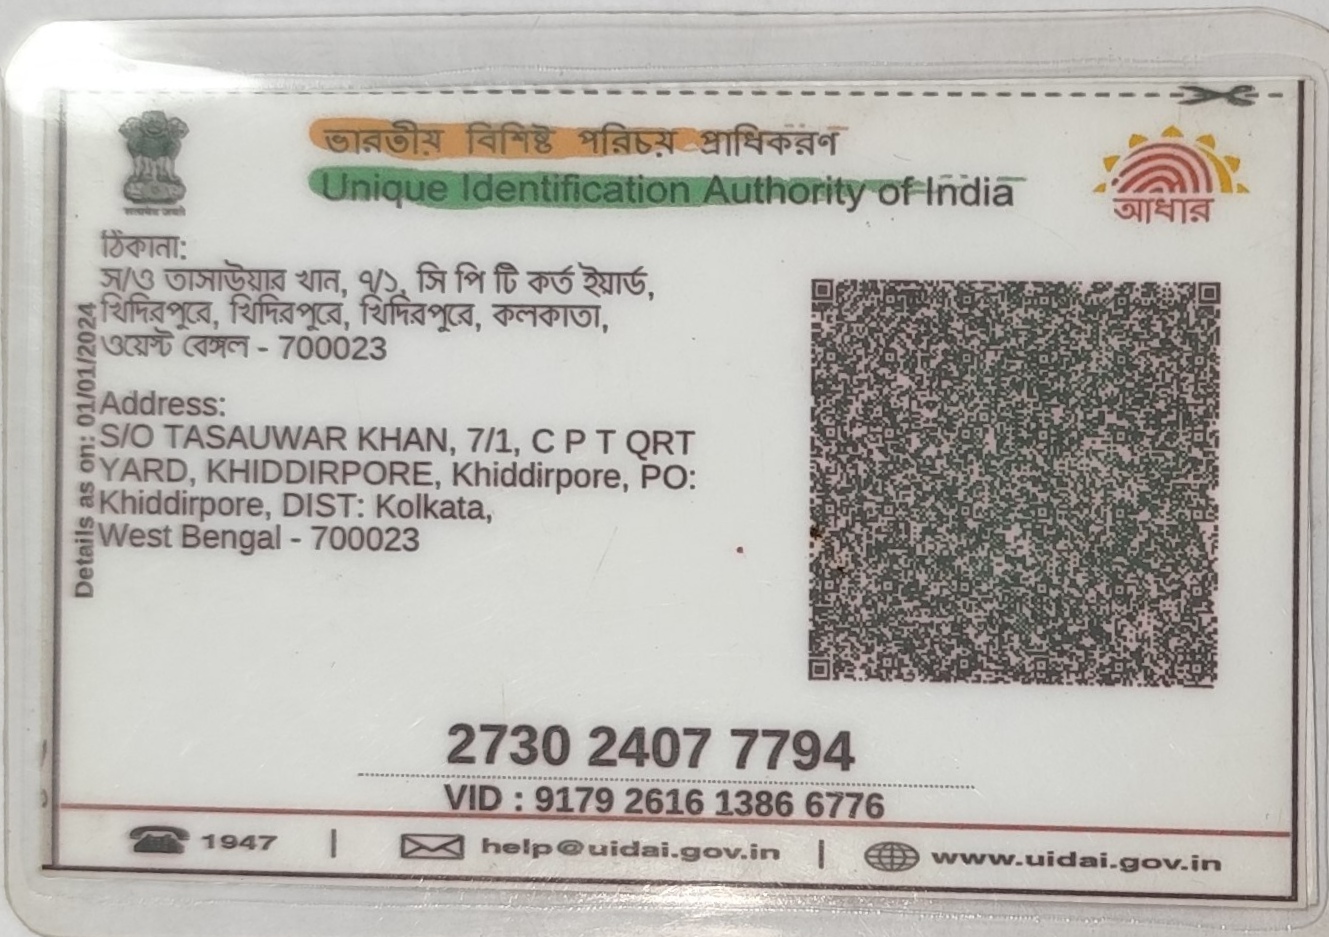 ভারতীয় বিশিষ্ট পরিচয় প্রাধিকরণ
Unique Identification Authority of India
सत्यमेव जयते
আধার
ঠিকানা:
স/ও তাসাউয়ার খান, ৭/১, সি পি টি কর্ত ইয়ার্ড,
খিদিরপুরে, খিদিরপুরে, খিদিরপুরে, কলকাতা,
ওয়েস্ট বেঙ্গল - 700023
Address:
S/O TASAUWAR KHAN, 7/1, C P T QRT
YARD, KHIDDIRPORE, Khiddirpore, PO:
Khiddirpore, DIST: Kolkata,
West Bengal - 700023
Details as on: 01/01/2024
2730 2407 7794
VID : 9179 2616 1386 6776
1947 | help@uidai.gov.in | www.uidai.gov.in